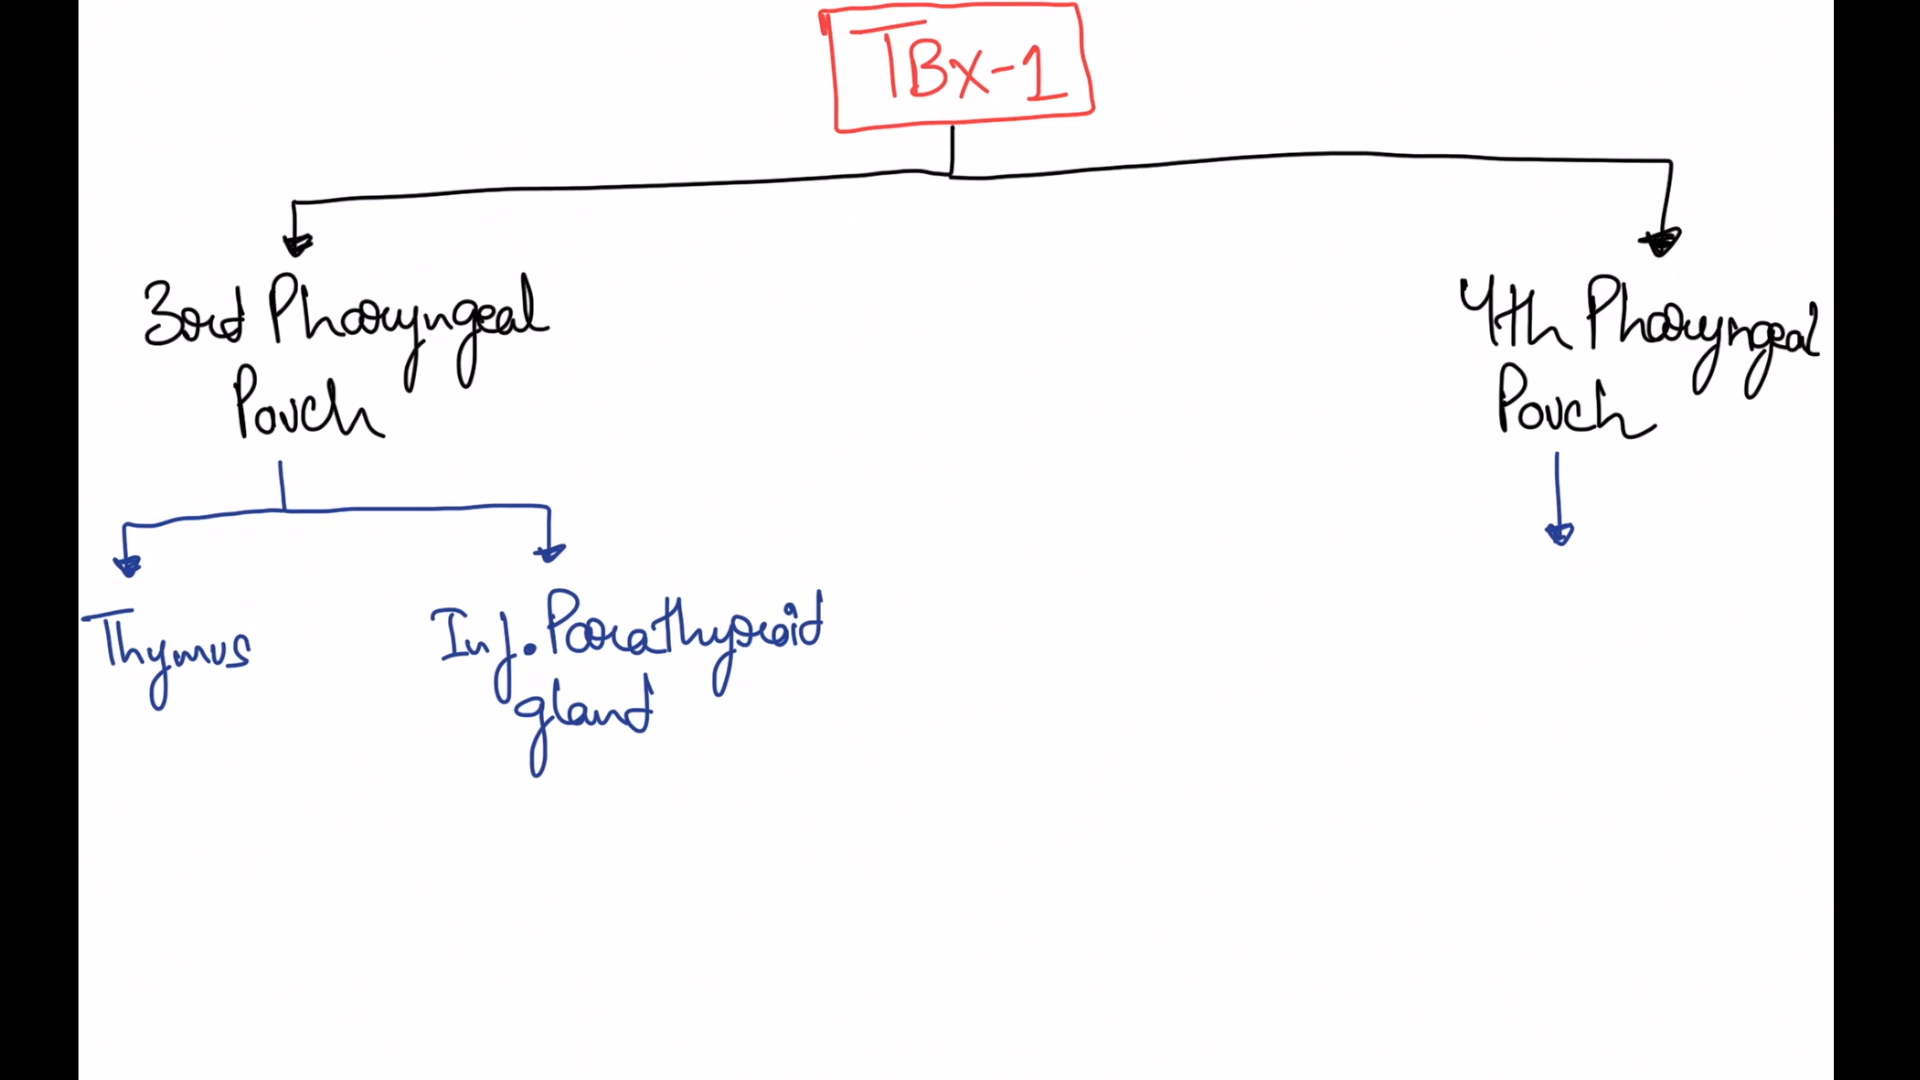 TBx-1
3rd Pharyngeal
Pouch
4th Pharyngeal
Pouch
Thymus
Inf. Parathyroid
gland